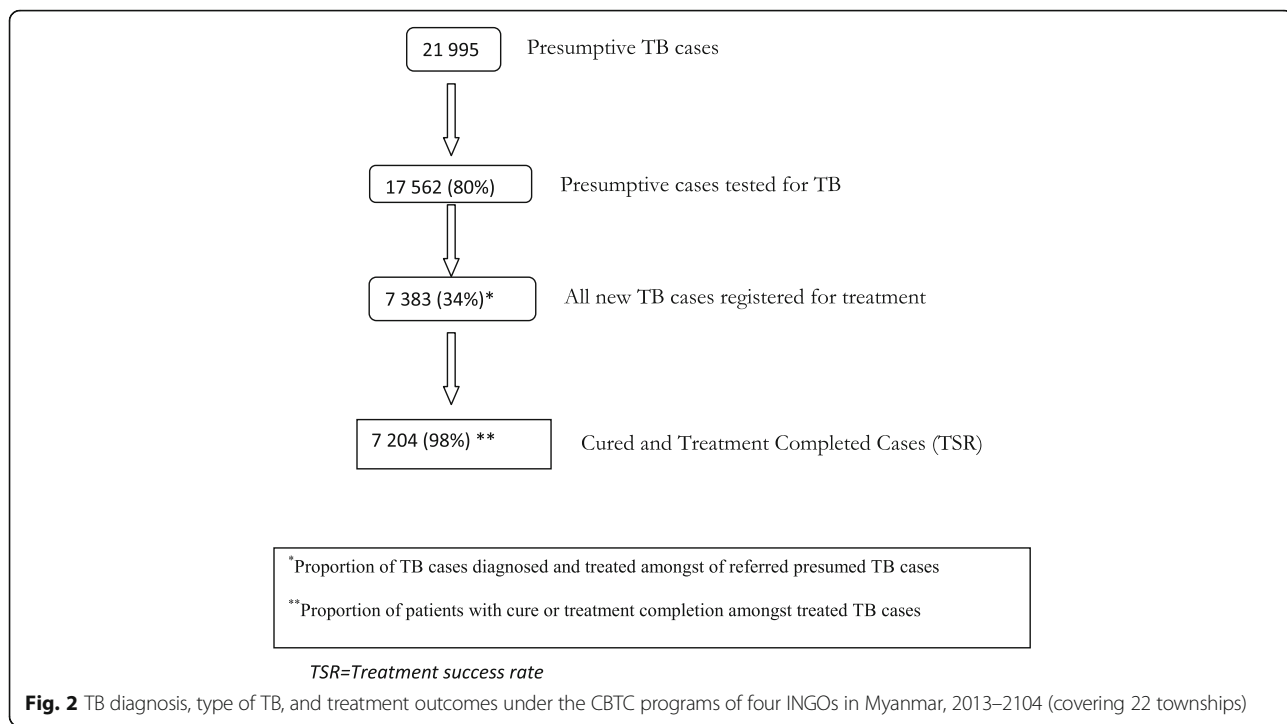 21 995 Presumptive TB cases
17 562 (80%) Presumptive cases tested for TB
7 383 (34%)* All new TB cases registered for treatment
7 204 (98%) ** Cured and Treatment Completed Cases (TSR)
*Proportion of TB cases diagnosed and treated amongst of referred presumed TB cases
**Proportion of patients with cure or treatment completion amongst treated TB cases
TSR=Treatment success rate
Fig. 2 TB diagnosis, type of TB, and treatment outcomes under the CBTC programs of four INGOs in Myanmar, 2013–2104 (covering 22 townships)